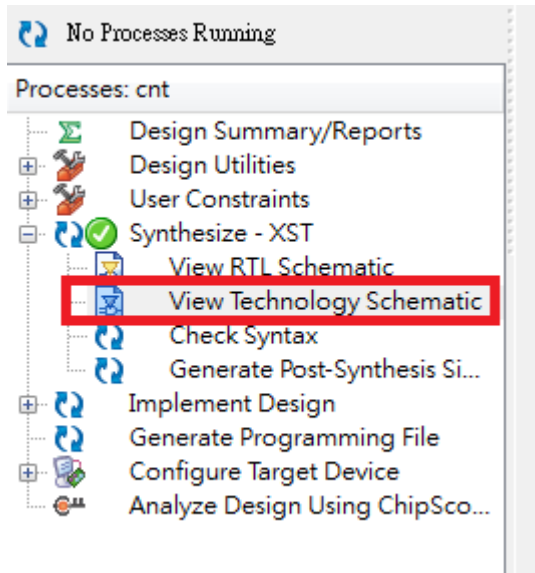 No Processes Running
Processes: cnt
Design Summary/Reports
Design Utilities
User Constraints
Synthesize - XST
View RTL Schematic
View Technology Schematic
Check Syntax
Generate Post-Synthesis Si...
Implement Design
Generate Programming File
Configure Target Device
Analyze Design Using ChipSco...